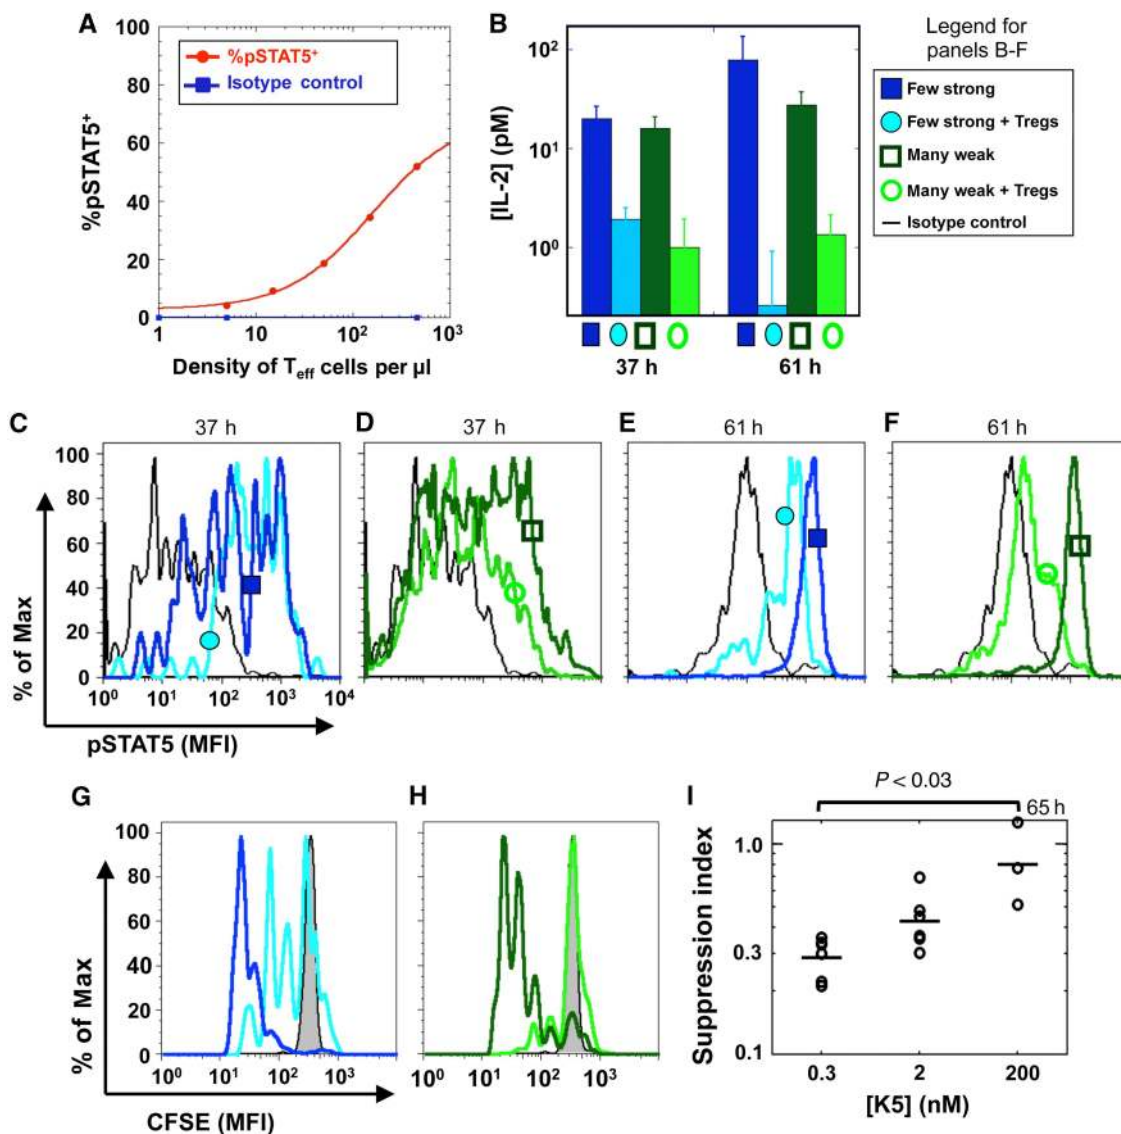 A
100
80
60
40
20
0
%pSTAT5⁺
%pSTAT5⁺
Isotype control
1
10
10²
10³
Density of Teff cells per µl
B
10²
10¹
10⁰
[IL-2] (pM)
37 h
61 h
Legend for
panels B-F
Few strong
Few strong + Tregs
Many weak
Many weak + Tregs
Isotype control
C
37 h
D
37 h
E
61 h
F
61 h
100
80
60
40
20
0
% of Max
10⁰ 10¹ 10² 10³ 10⁴
pSTAT5 (MFI)
G
H
100
80
60
40
20
0
% of Max
10⁰ 10¹ 10² 10³
10⁰ 10¹ 10² 10³
CFSE (MFI)
I
P < 0.03
65 h
1.0
0.3
0.1
Suppression index
0.3 2 200
[K5] (nM)